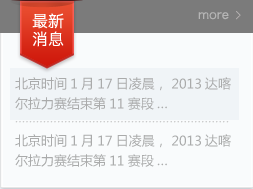 more >
最新
消息
北京时间 1 月 17 日凌晨 ， 2013 达喀
尔拉力赛结束第 11 赛段 ...
北京时间 1 月 17 日凌晨 ， 2013 达喀
尔拉力赛结束第 11 赛段 ...